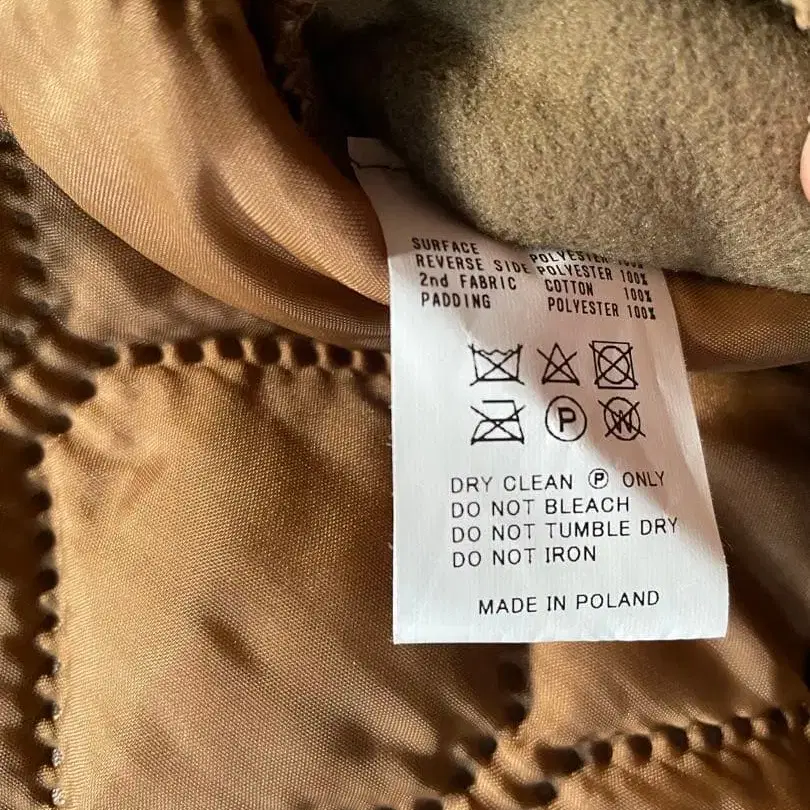 SURFACE POLYESTER 100%
REVERSE SIDE POLYESTER 100%
2nd FABRIC COTTON 100%
PADDING POLYESTER 100%
P W
DRY CLEAN Ⓟ ONLY
DO NOT BLEACH
DO NOT TUMBLE DRY
DO NOT IRON
MADE IN POLAND